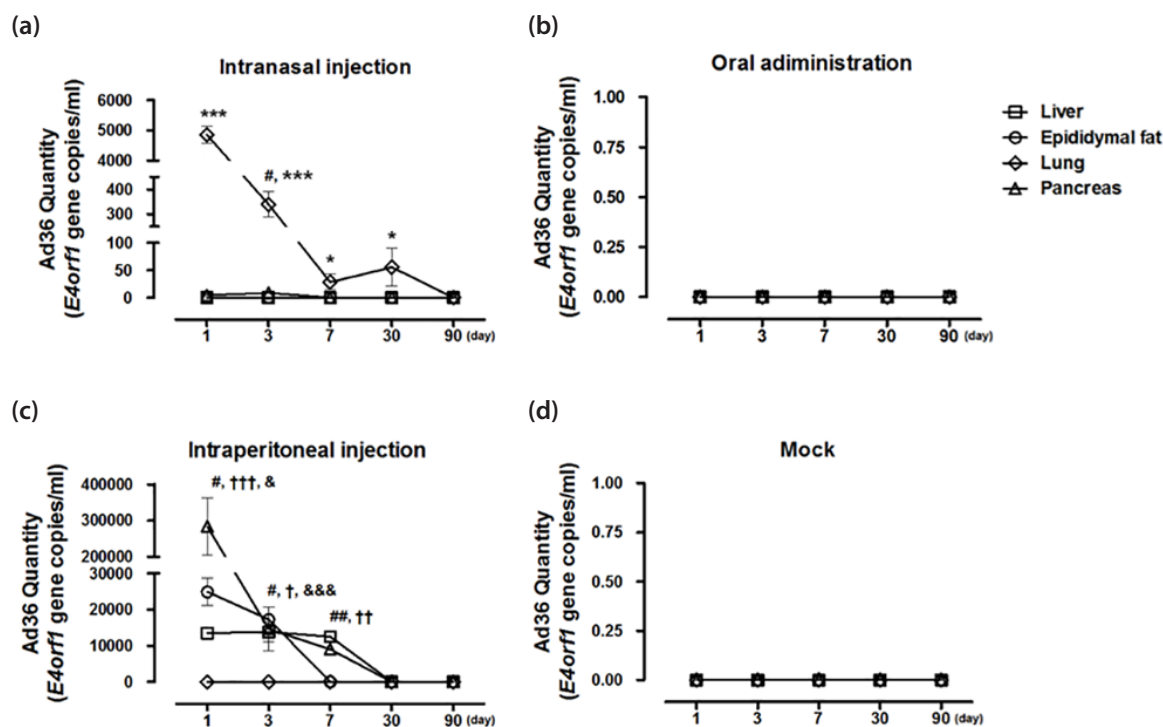 (a)
Intranasal injection
Ad36 Quantity
(E4orf1 gene copies/ml)
6000
5000
4000
400
300
200
100
50
0
***
#, ***
*
*
1 3 7 30 90 (day)
(b)
Oral adiministration
Ad36 Quantity
(E4orf1 gene copies/ml)
1.00
0.75
0.50
0.25
0.00
1 3 7 30 90 (day)
Liver
Epididymal fat
Lung
Pancreas
(c)
Intraperitoneal injection
Ad36 Quantity
(E4orf1 gene copies/ml)
400000
300000
200000
30000
20000
10000
0
#, †††, &
#, †, &&&
##, ††
1 3 7 30 90 (day)
(d)
Mock
Ad36 Quantity
(E4orf1 gene copies/ml)
1.00
0.75
0.50
0.25
0.00
1 3 7 30 90 (day)